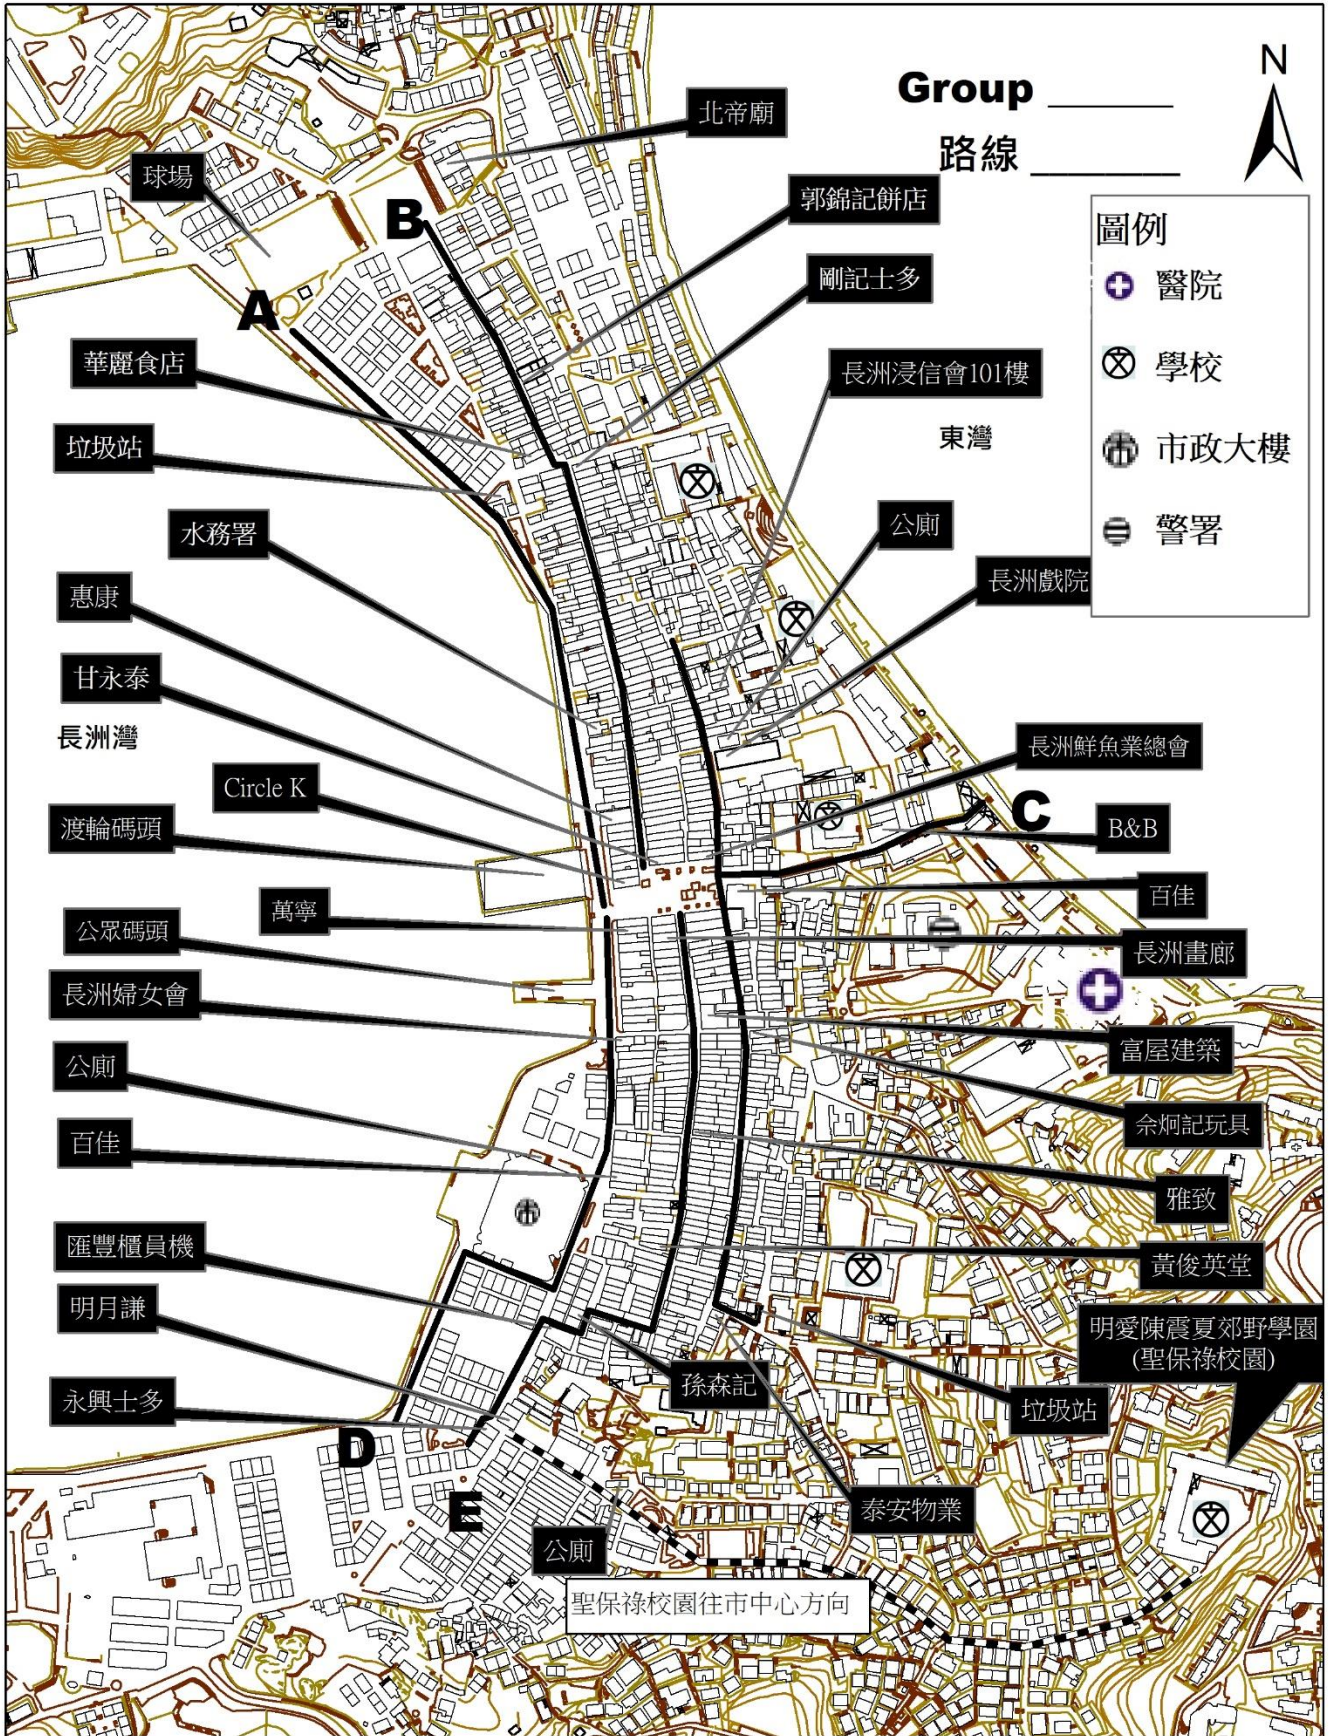 N
Group ______
路線 ______
圖例
醫院
學校
市政大樓
警署
北帝廟
球場
郭錦記餅店
B
剛記士多
A
華麗食店
長洲浸信會101樓
東灣
垃圾站
公廁
水務署
長洲戲院
惠康
甘永泰
長洲灣
長洲鮮魚業總會
Circle K
C
B&B
渡輪碼頭
百佳
萬寧
公眾碼頭
長洲畫廊
長洲婦女會
富屋建築
公廁
佘炯記玩具
百佳
雅致
市
匯豐櫃員機
黃俊英堂
明月謙
明愛陳震夏郊野學園
(聖保祿校園)
孫森記
永興士多
垃圾站
D
泰安物業
E
公廁
聖保祿校園往市中心方向